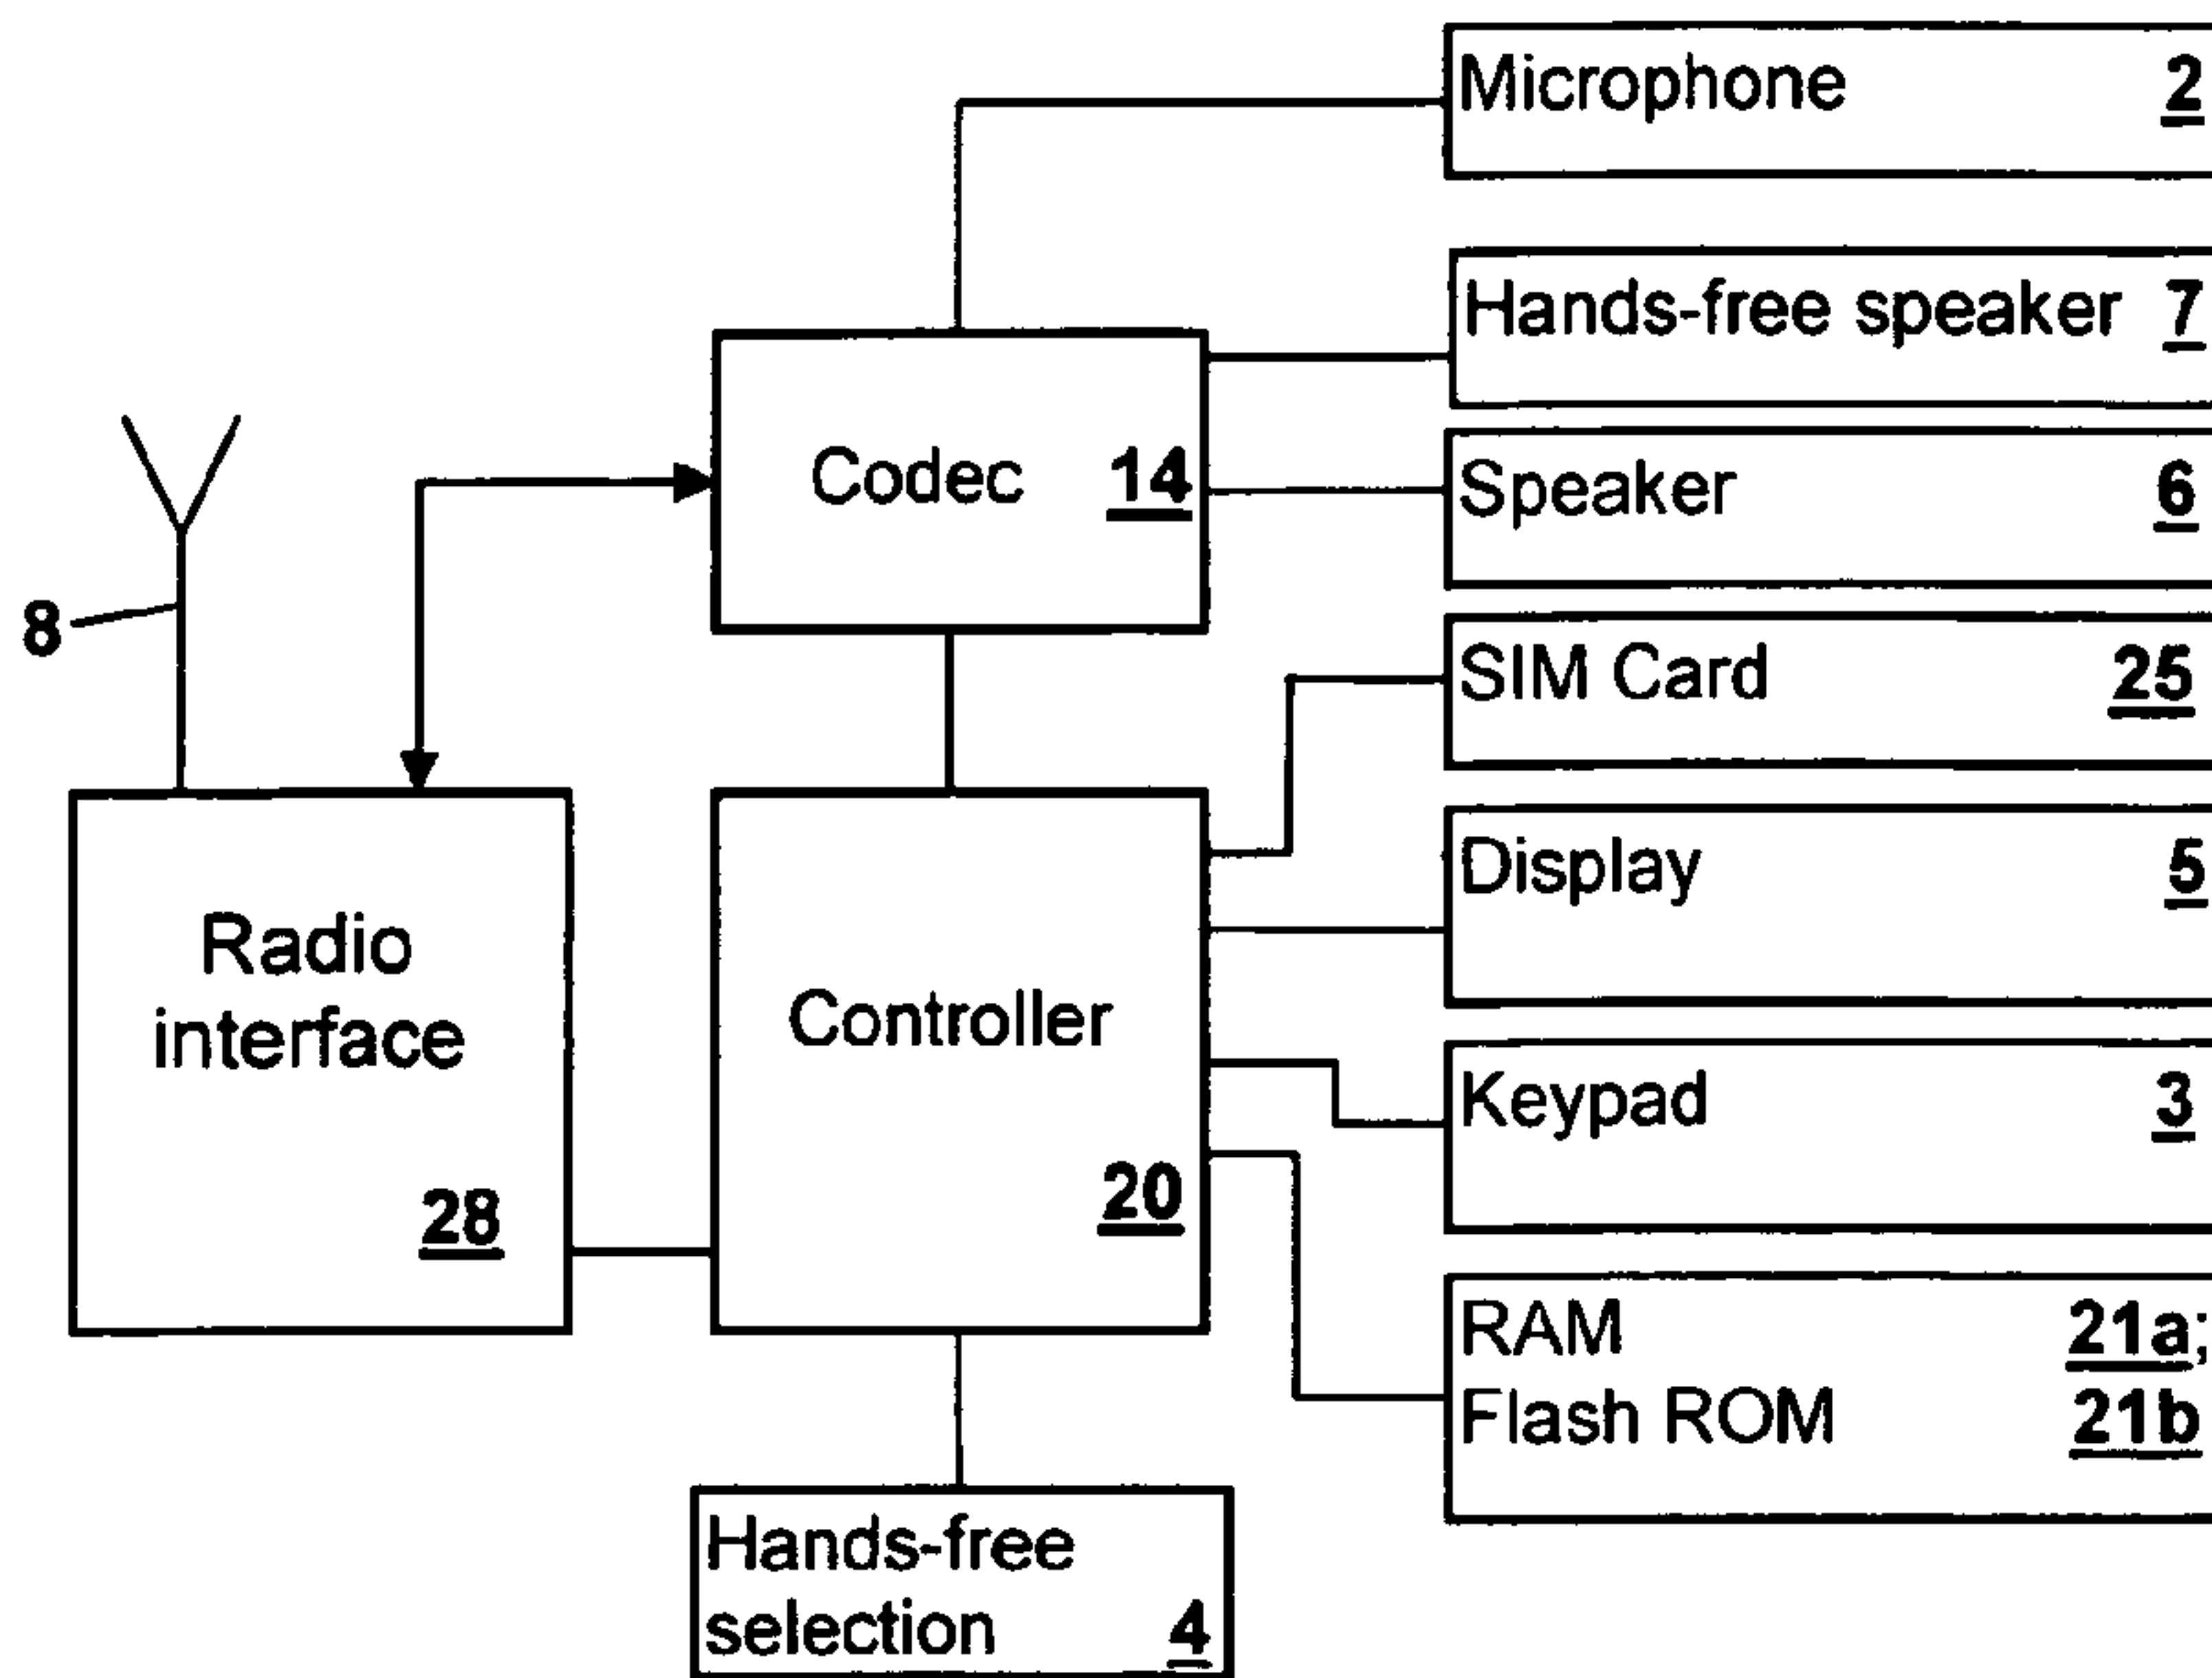 Microphone 2
Hands-free speaker 7
Codec 14
Speaker 6
8
SIM Card 25
Display 5
Radio
interface
28
Controller
20
Keypad 3
RAM 21a;
Flash ROM 21b
Hands-free
selection 4